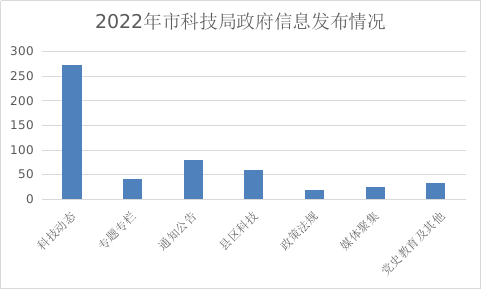 2022年市科技局政府信息发布情况
300
250
200
150
100
50
0
科技动态
专题专栏
通知公告
县区科技
政策法规
媒体聚集
党史教育及其他